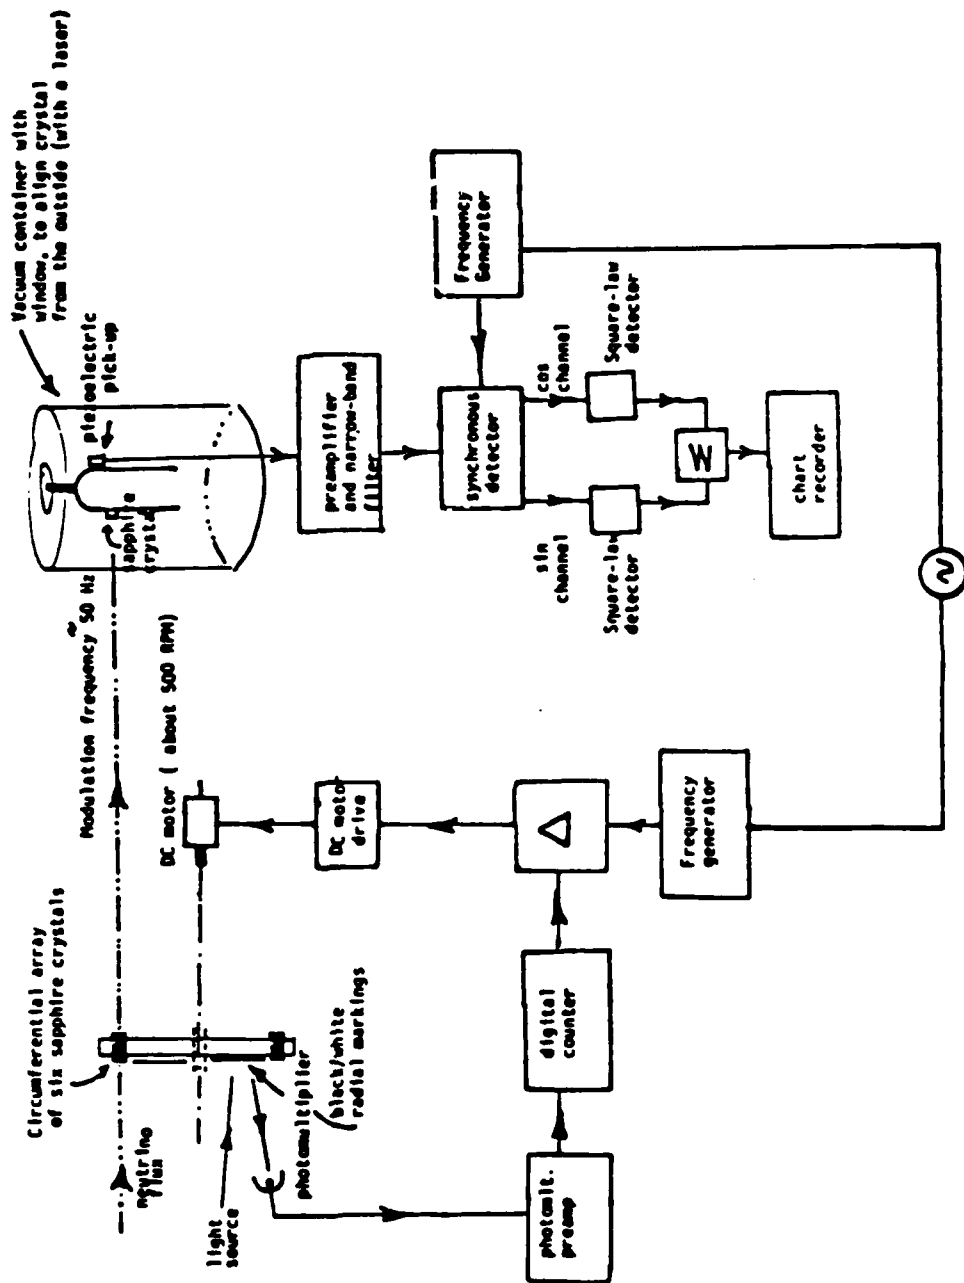 Circumferential array
of six sapphire crystals
neutrino
flux
Modulation frequency ≈ 50 Hz
Vacuum container with
window, to align crystal
from the outside (with a laser)
piezoelectric
pick-up
sapphire
crystal
DC motor ( about 500 RPM)
light
source
photomultiplier
black/white
radial markings
photomlt.
preamp
digital
counter
Δ
DC motor
drive
frequency
generator
preamplifier
and narrow-band
filter
synchronous
detector
Frequency
Generator
sin
channel
cos
channel
Square-law
detector
Square-law
detector
Σ
chart
recorder